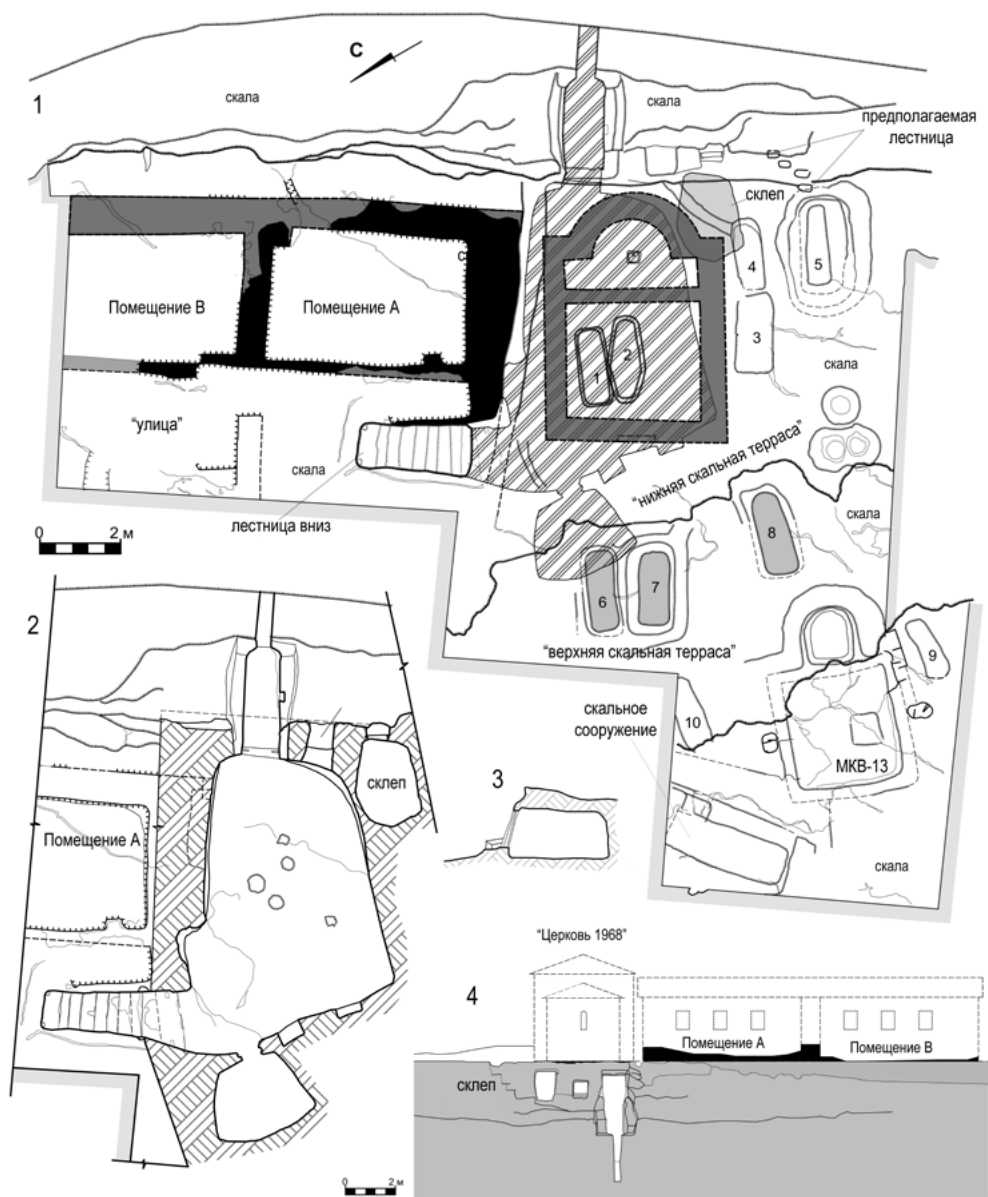 С
1
скала
скала
предполагаемая
лестница
склеп
4
5
с
Помещение В
Помещение А
3
1
2
скала
"улица"
скала
"нижняя скальная терраса"
лестница вниз
0 2 м
скала
8
6
7
"верхняя скальная терраса"
9
10
скальное
сооружение
МКВ-13
скала
2
склеп
Помещение А
0 2 м
3
"Церковь 1968"
4
Помещение А
Помещение В
склеп